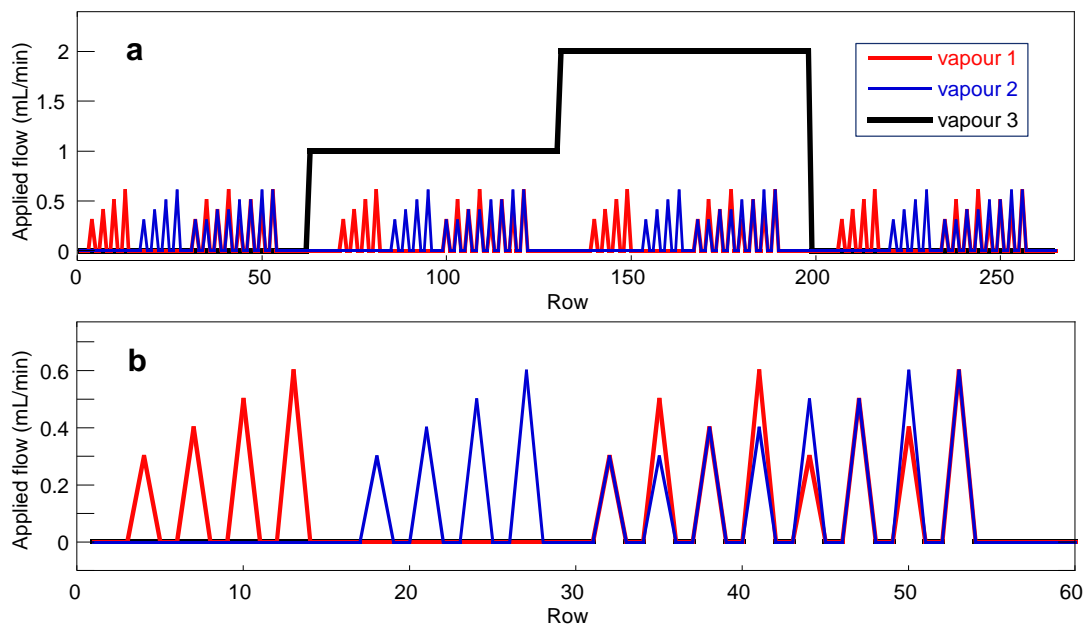 a
Applied flow (mL/min)
2
1.5
1
0.5
0
vapour 1
vapour 2
vapour 3
0 50 100 150 200 250
Row
b
Applied flow (mL/min)
0.6
0.4
0.2
0
0 10 20 30 40 50 60
Row